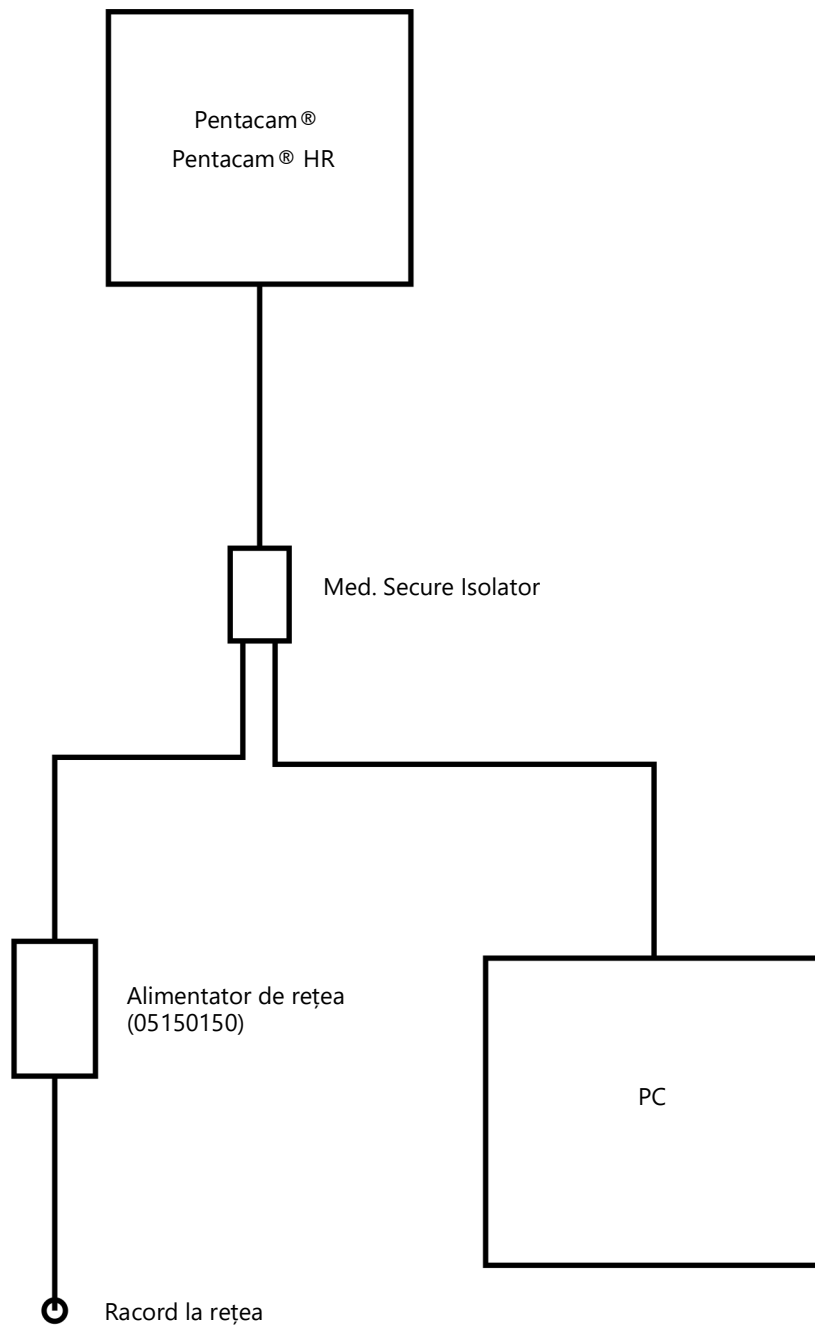 Pentacam®
Pentacam® HR
Med. Secure Isolator
Alimentator de rețea
(05150150)
PC
Racord la rețea